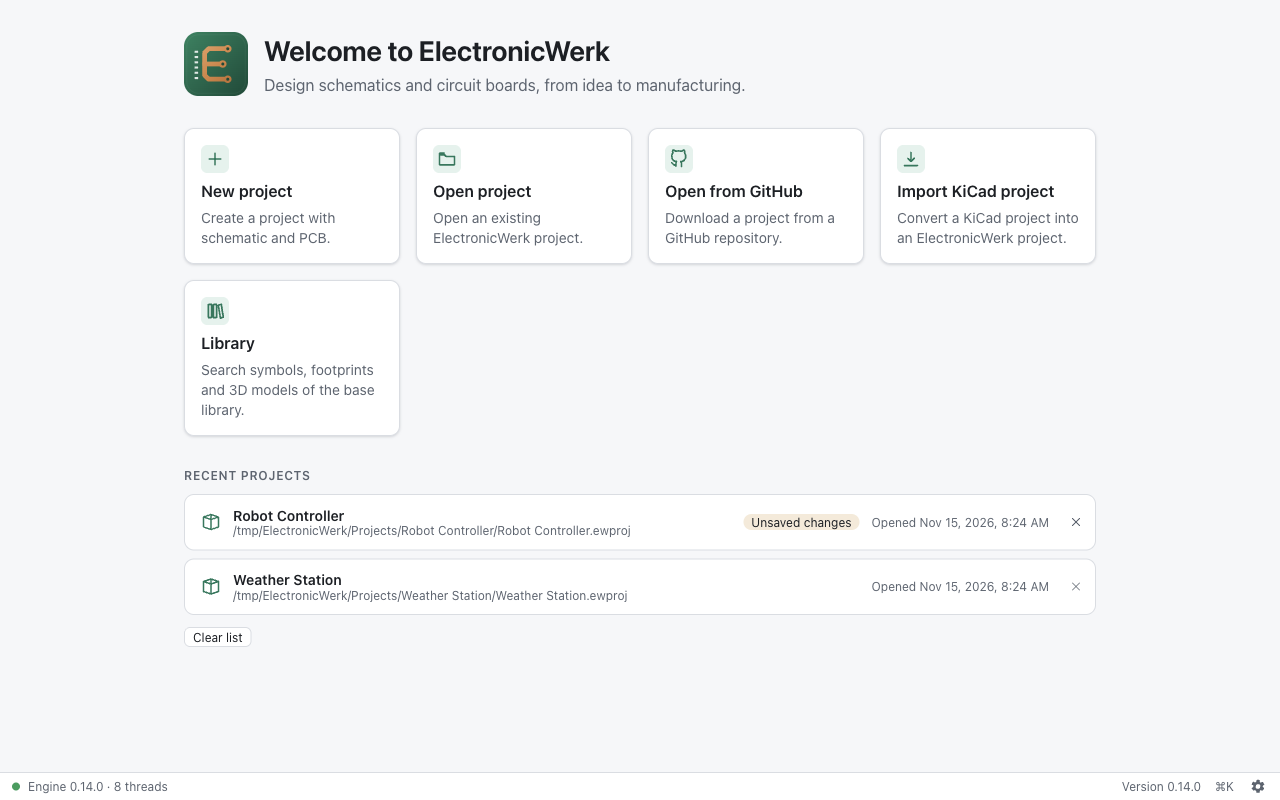 Welcome to ElectronicWerk
Design schematics and circuit boards, from idea to manufacturing.
New project
Create a project with
schematic and PCB.
Open project
Open an existing
ElectronicWerk project.
Open from GitHub
Download a project from a
GitHub repository.
Import KiCad project
Convert a KiCad project into
an ElectronicWerk project.
Library
Search symbols, footprints
and 3D models of the base
library.
RECENT PROJECTS
Robot Controller
/tmp/ElectronicWerk/Projects/Robot Controller/Robot Controller.ewproj
Unsaved changes
Opened Nov 15, 2026, 8:24 AM
Weather Station
/tmp/ElectronicWerk/Projects/Weather Station/Weather Station.ewproj
Opened Nov 15, 2026, 8:24 AM
Clear list
Engine 0.14.0 · 8 threads
Version 0.14.0
⌘K